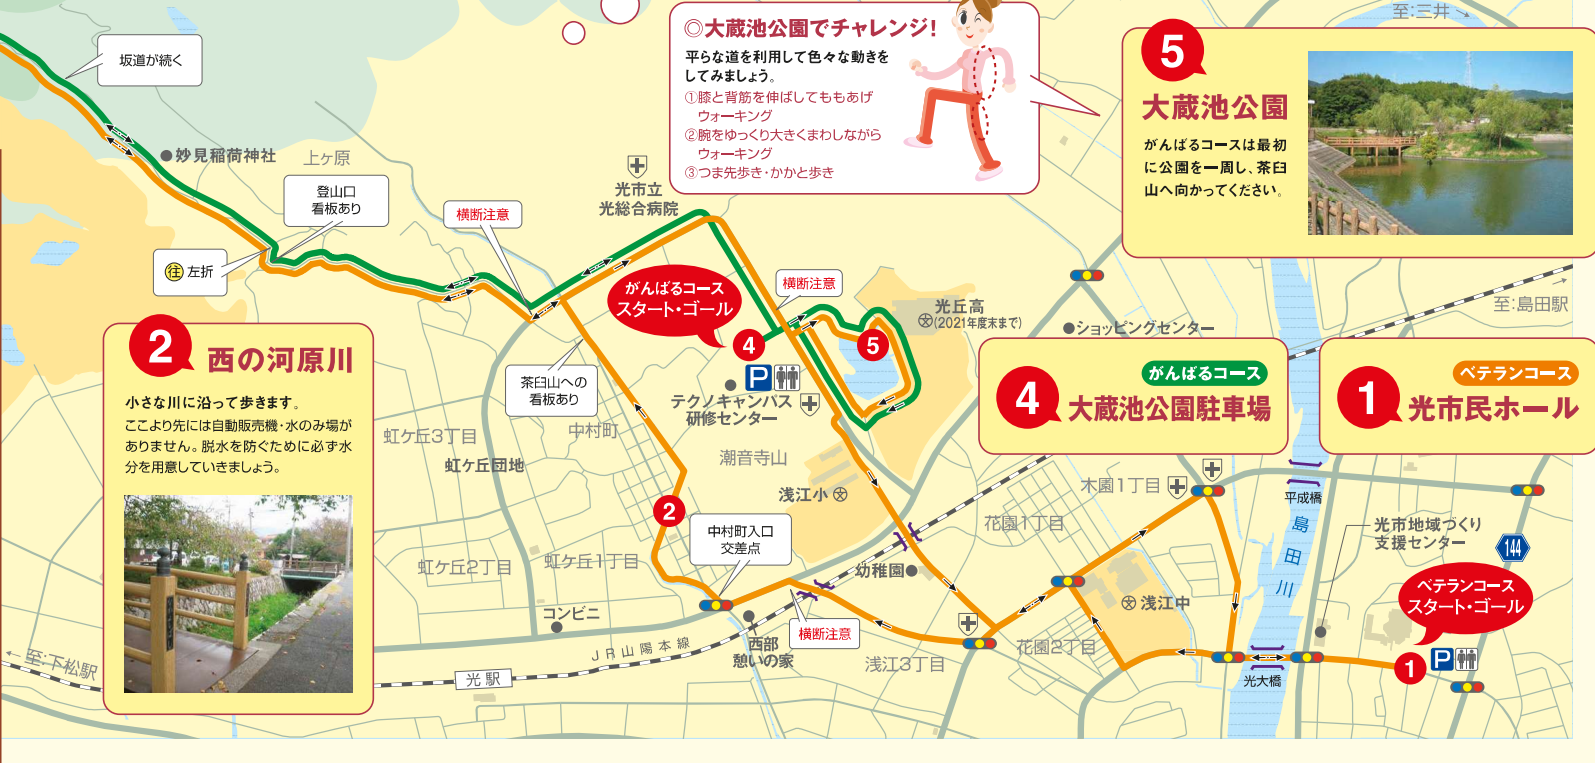 坂道が続く
妙見稲荷神社
上ヶ原
登山口
看板あり
往 左折
横断注意
光市立
光総合病院
◎大蔵池公園でチャレンジ!
平らな道を利用して色々な動きを
してみましょう。
①膝と背筋を伸ばしてももあげ
ウォーキング
②腕をゆっくり大きくまわしながら
ウォーキング
③つま先歩き・かかと歩き
至:三井
5
大蔵池公園
がんばるコースは最初
に公園を一周し、茶臼
山へ向かってください。
がんばるコース
スタート・ゴール
4
横断注意
5
光丘高
(2021年度末まで)
ショッピングセンター
至:島田駅
P
テクノキャンパス
研修センター
茶臼山への
看板あり
中村町
虹ケ丘3丁目
虹ケ丘団地
潮音寺山
浅江小
2
西の河原川
小さな川に沿って歩きます。
ここより先には自動販売機・水のみ場が
ありません。脱水を防ぐために必ず水
分を用意していきましょう。
がんばるコース
4
大蔵池公園駐車場
ベテランコース
1
光市民ホール
2
中村町入口
交差点
虹ケ丘2丁目
虹ケ丘1丁目
コンビニ
西部
憩いの家
横断注意
JR山陽本線
光駅
至:下松駅
幼稚園
浅江3丁目
花園1丁目
花園2丁目
木園1丁目
浅江中
平成橋
島田川
光大橋
光市地域づくり
支援センター
144
ベテランコース
スタート・ゴール
1
P